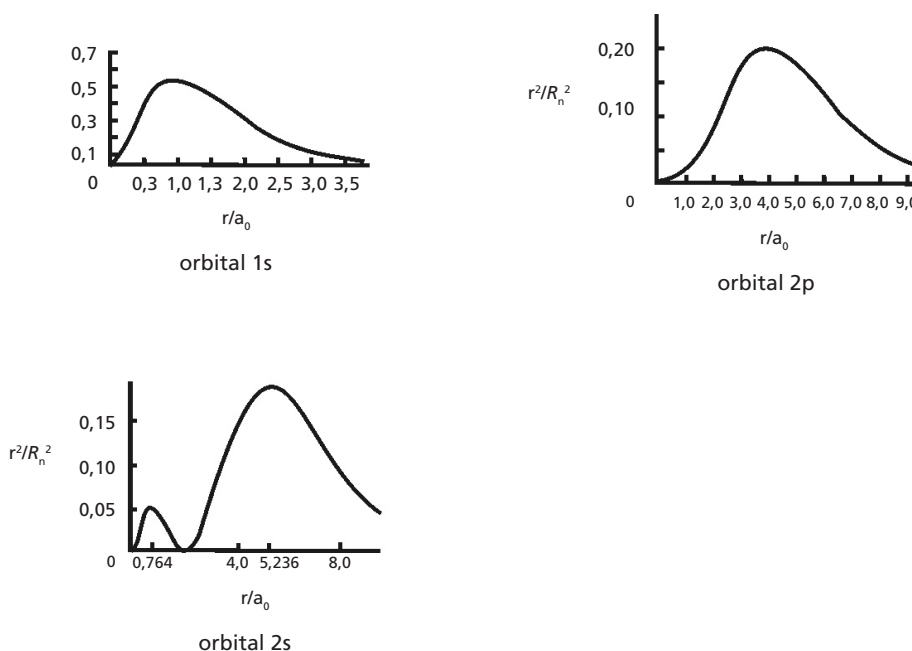 0,7
0,5
0,3
0,1
0 0,3 1,0 1,3 2,0 2,5 3,0 3,5
r/a₀
orbital 1s
r²/Rₙ²
0,20
0,10
0 1,0 2,0 3,0 4,0 5,0 6,0 7,0 8,0 9,0
r/a₀
orbital 2p
r²/Rₙ²
0,15
0,10
0,05
0 0,764 4,0 5,236 8,0
r/a₀
orbital 2s